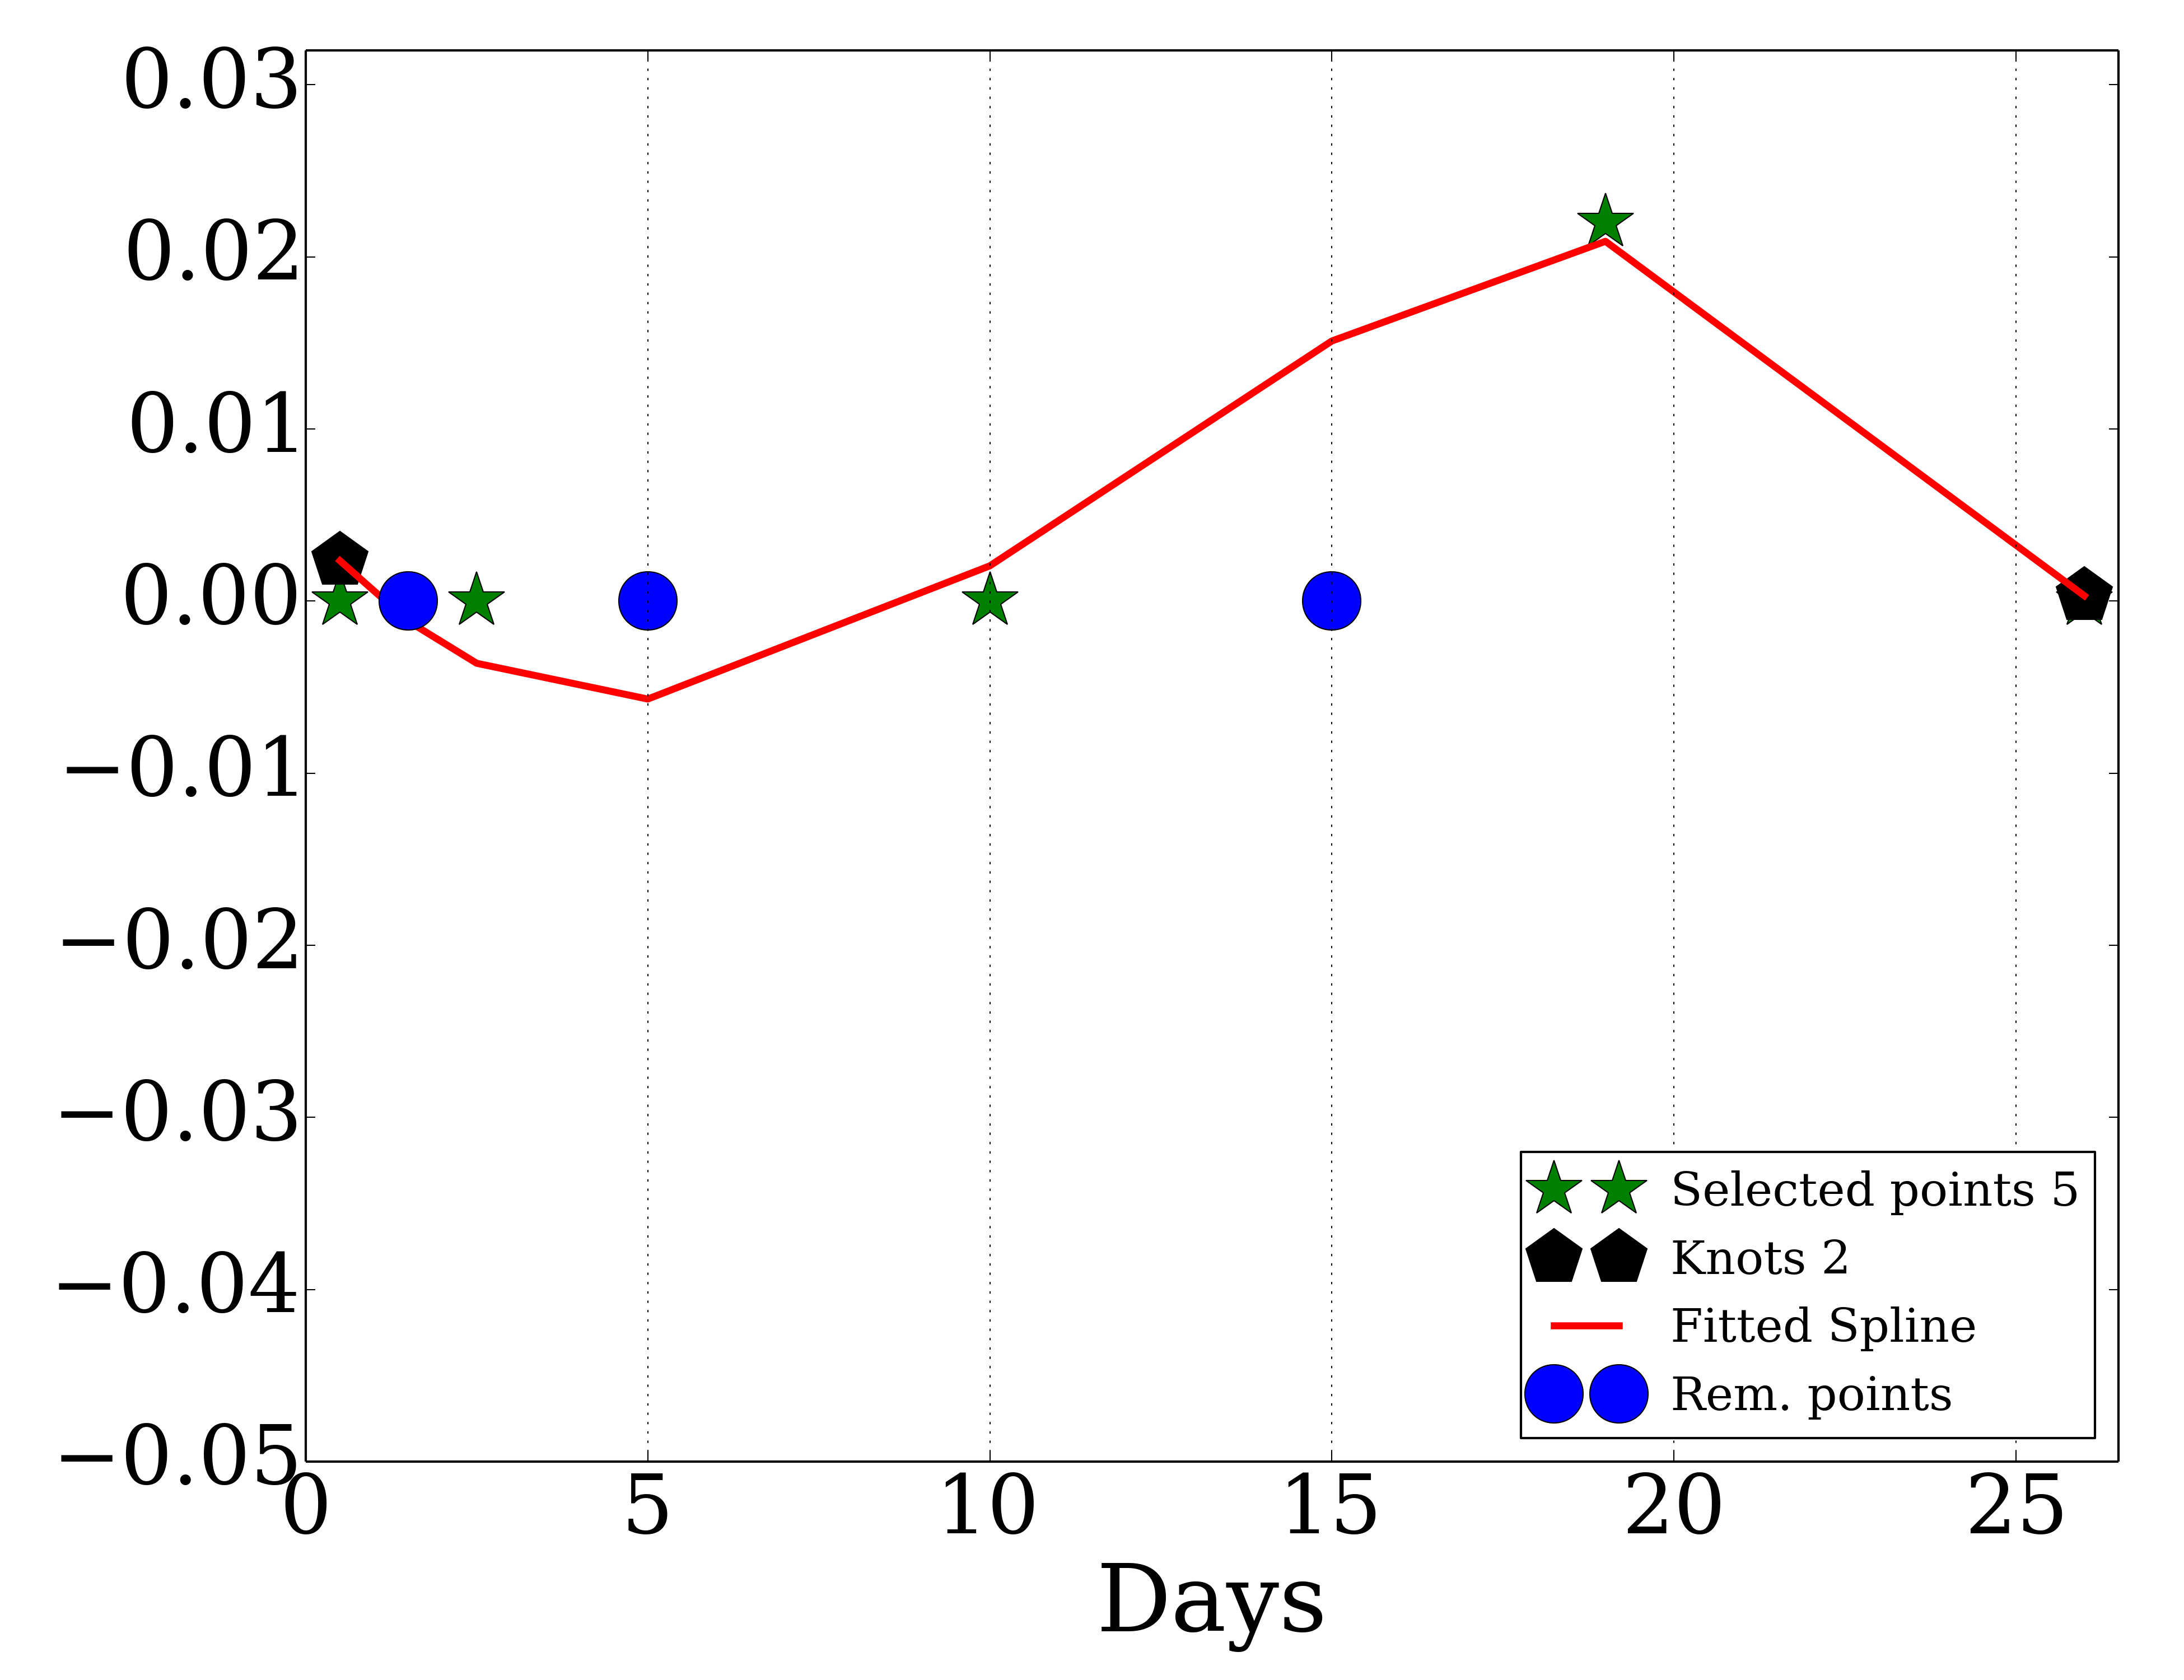 0.03
0.02
0.01
0.00
−0.01
−0.02
−0.03
−0.04
−0.05
0 5 10 15 20 25
Days
Selected points 5
Knots 2
Fitted Spline
Rem. points